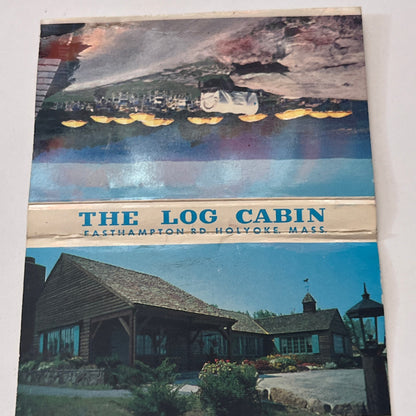 THE LOG CABIN
EASTHAMPTON RD. HOLYOKE, MASS.